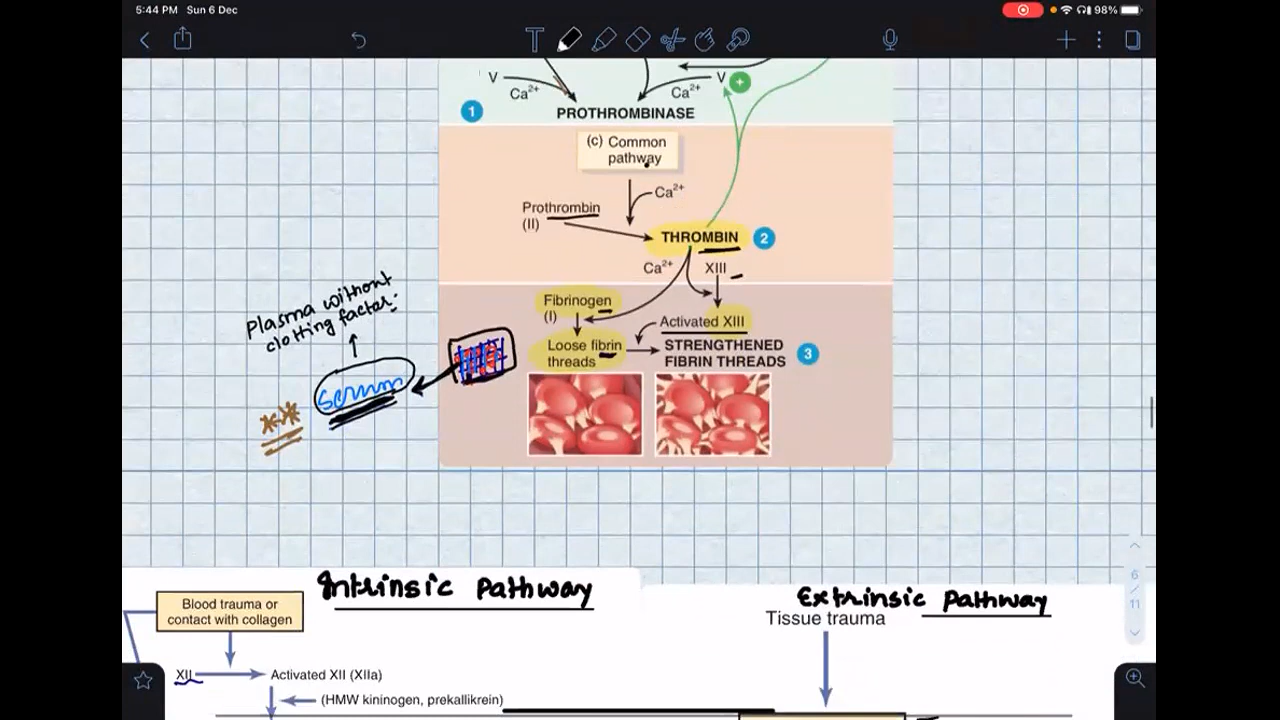 5:44 PM Sun 6 Dec
98%
V
Ca2+
Ca2+
V
+
1
PROTHROMBINASE
(c) Common
pathway
Ca2+
Prothrombin
(II)
THROMBIN
2
Ca2+
XIII
Plasma without
clotting factor:
Fibrinogen
(I)
Activated XIII
Loose fibrin
threads
STRENGTHENED
FIBRIN THREADS
3
Serum
6
/
11
Intrinsic Pathway
Extrinsic Pathway
Blood trauma or
contact with collagen
Tissue trauma
XII
Activated XII (XIIa)
(HMW kininogen, prekallikrein)